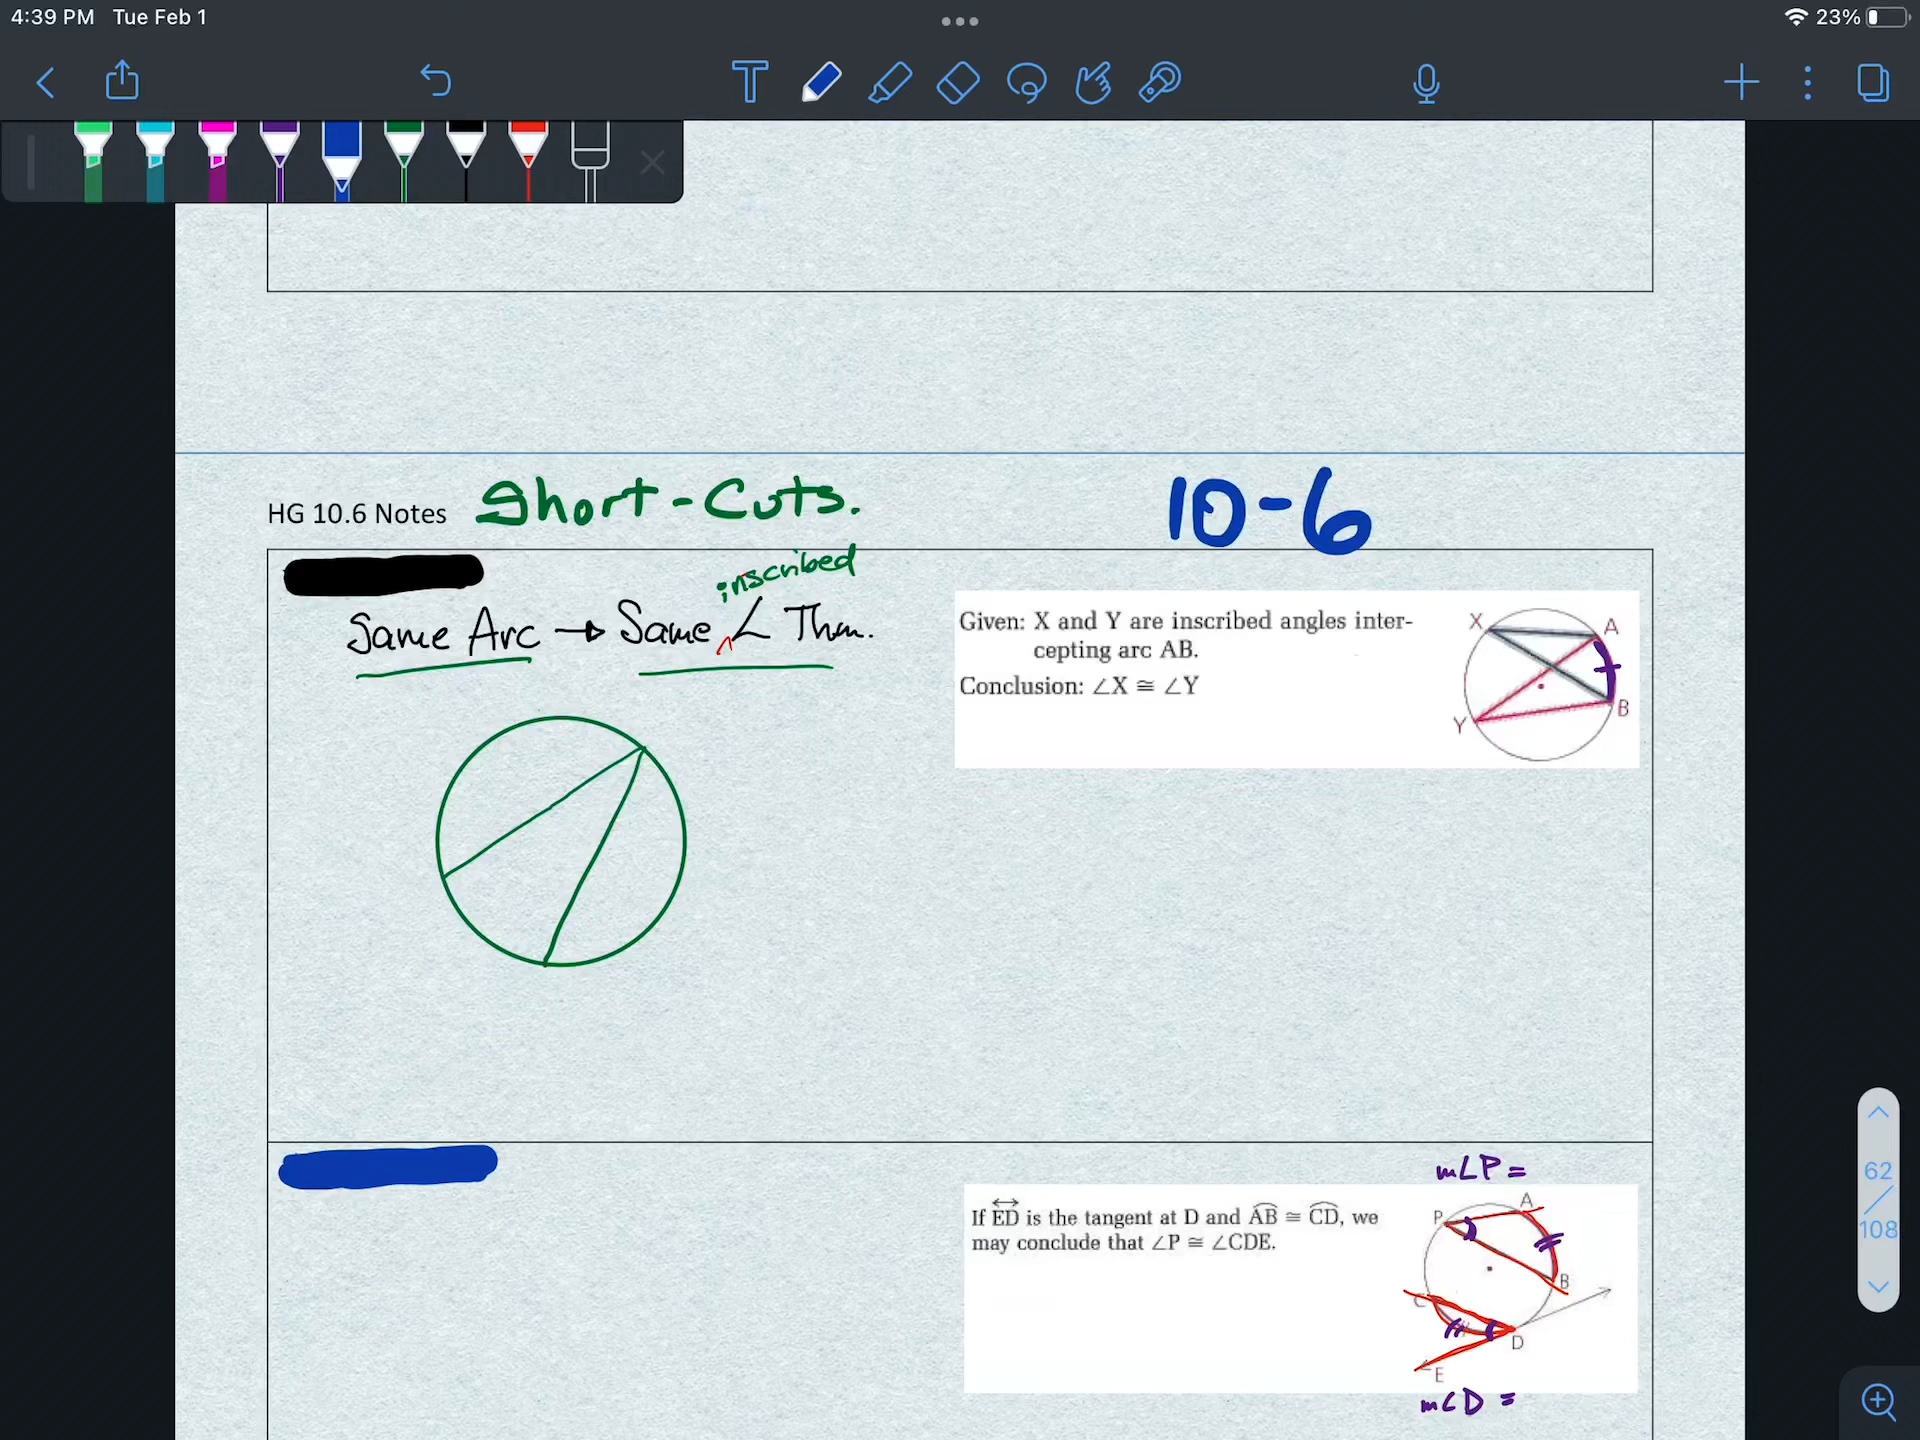 4:39 PM Tue Feb 1
23%
HG 10.6 Notes Short-Cuts. 10-6
inscribed
Same Arc → Same ∠ Thm.
Given: X and Y are inscribed angles inter-
cepting arc AB.
Conclusion: ∠X ≅ ∠Y
X
A
B
Y
m∠P =
If ED is the tangent at D and AB ≅ CD, we
may conclude that ∠P ≅ ∠CDE.
P
A
B
C
D
E
m∠D =
62
108